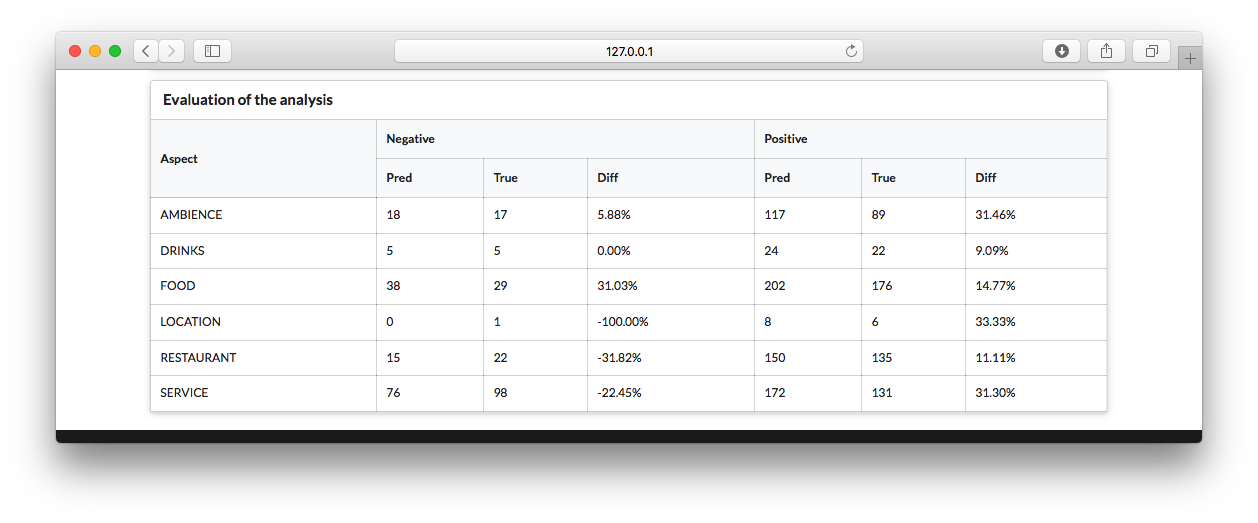 127.0.0.1
Evaluation of the analysis
Aspect Negative Positive
Pred True Diff Pred True Diff
AMBIENCE 18 17 5.88% 117 89 31.46%
DRINKS 5 5 0.00% 24 22 9.09%
FOOD 38 29 31.03% 202 176 14.77%
LOCATION 0 1 -100.00% 8 6 33.33%
RESTAURANT 15 22 -31.82% 150 135 11.11%
SERVICE 76 98 -22.45% 172 131 31.30%